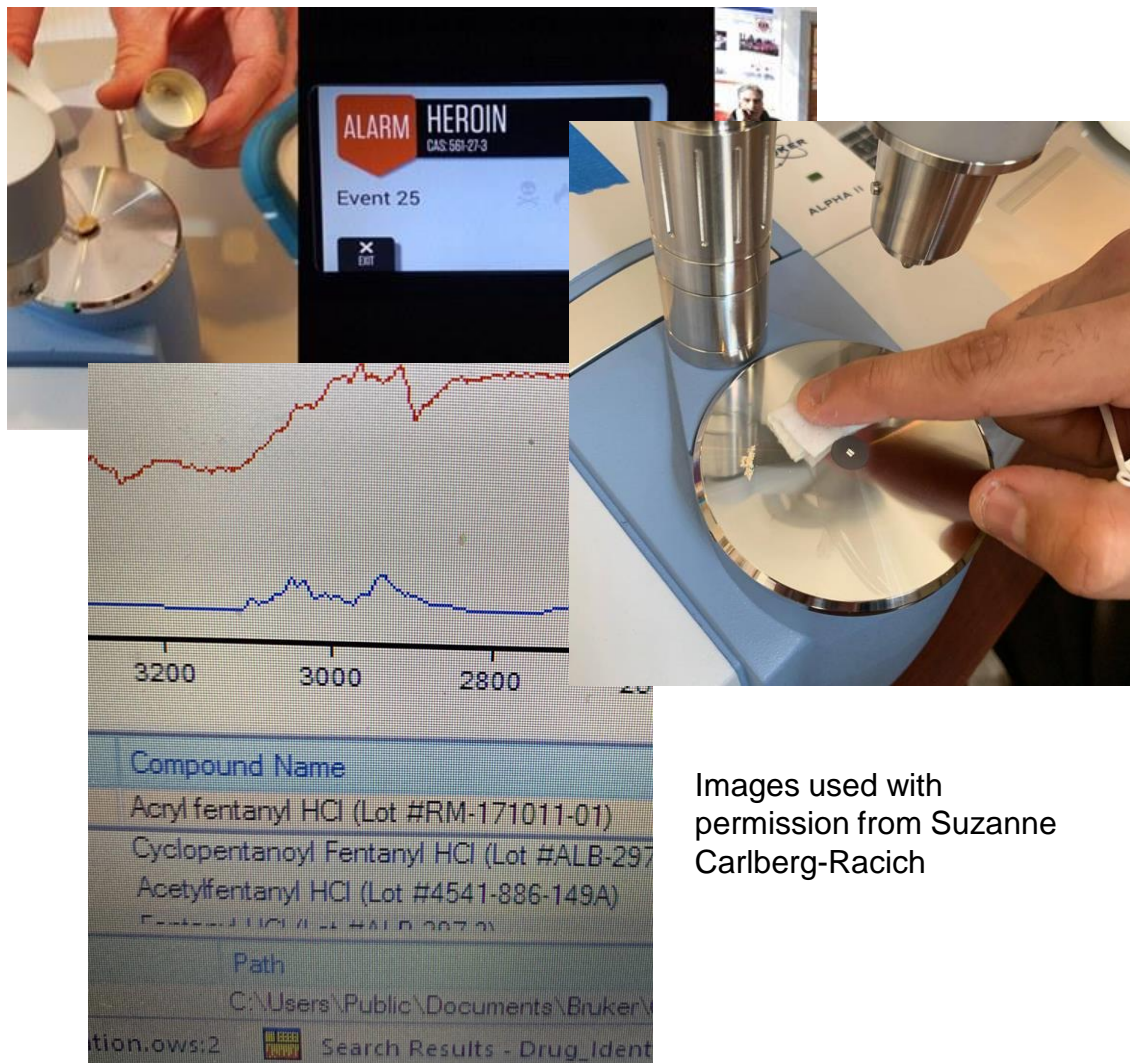 ALARM HEROIN
CAS: 561-27-3
Event 25
X
EXIT
ALPHA II
3200 3000 2800
Compound Name
Acryl fentanyl HCl (Lot #RM-171011-01)
Cyclopentanoyl Fentanyl HCl (Lot #ALB-297
Acetylfentanyl HCl (Lot #4541-886-149A)
Path
C:\Users\Public\Documents\Bruker\
ation.ows:2 Search Results - Drug_Ident
Images used with
permission from Suzanne
Carlberg-Racich